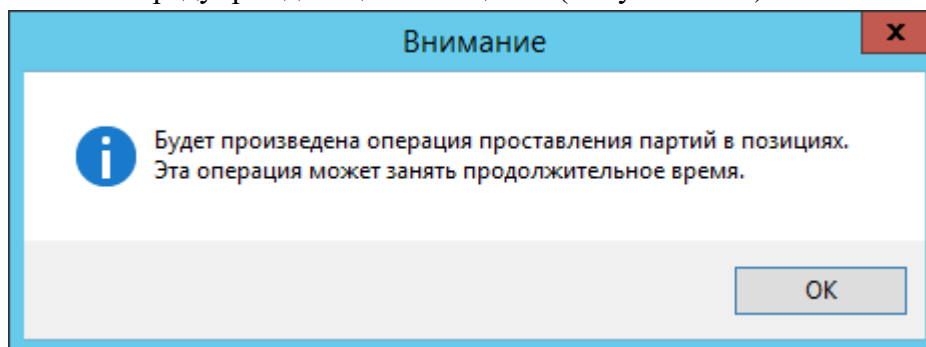 Внимание
Будет произведена операция проставления партий в позициях.
Эта операция может занять продолжительное время.
OK